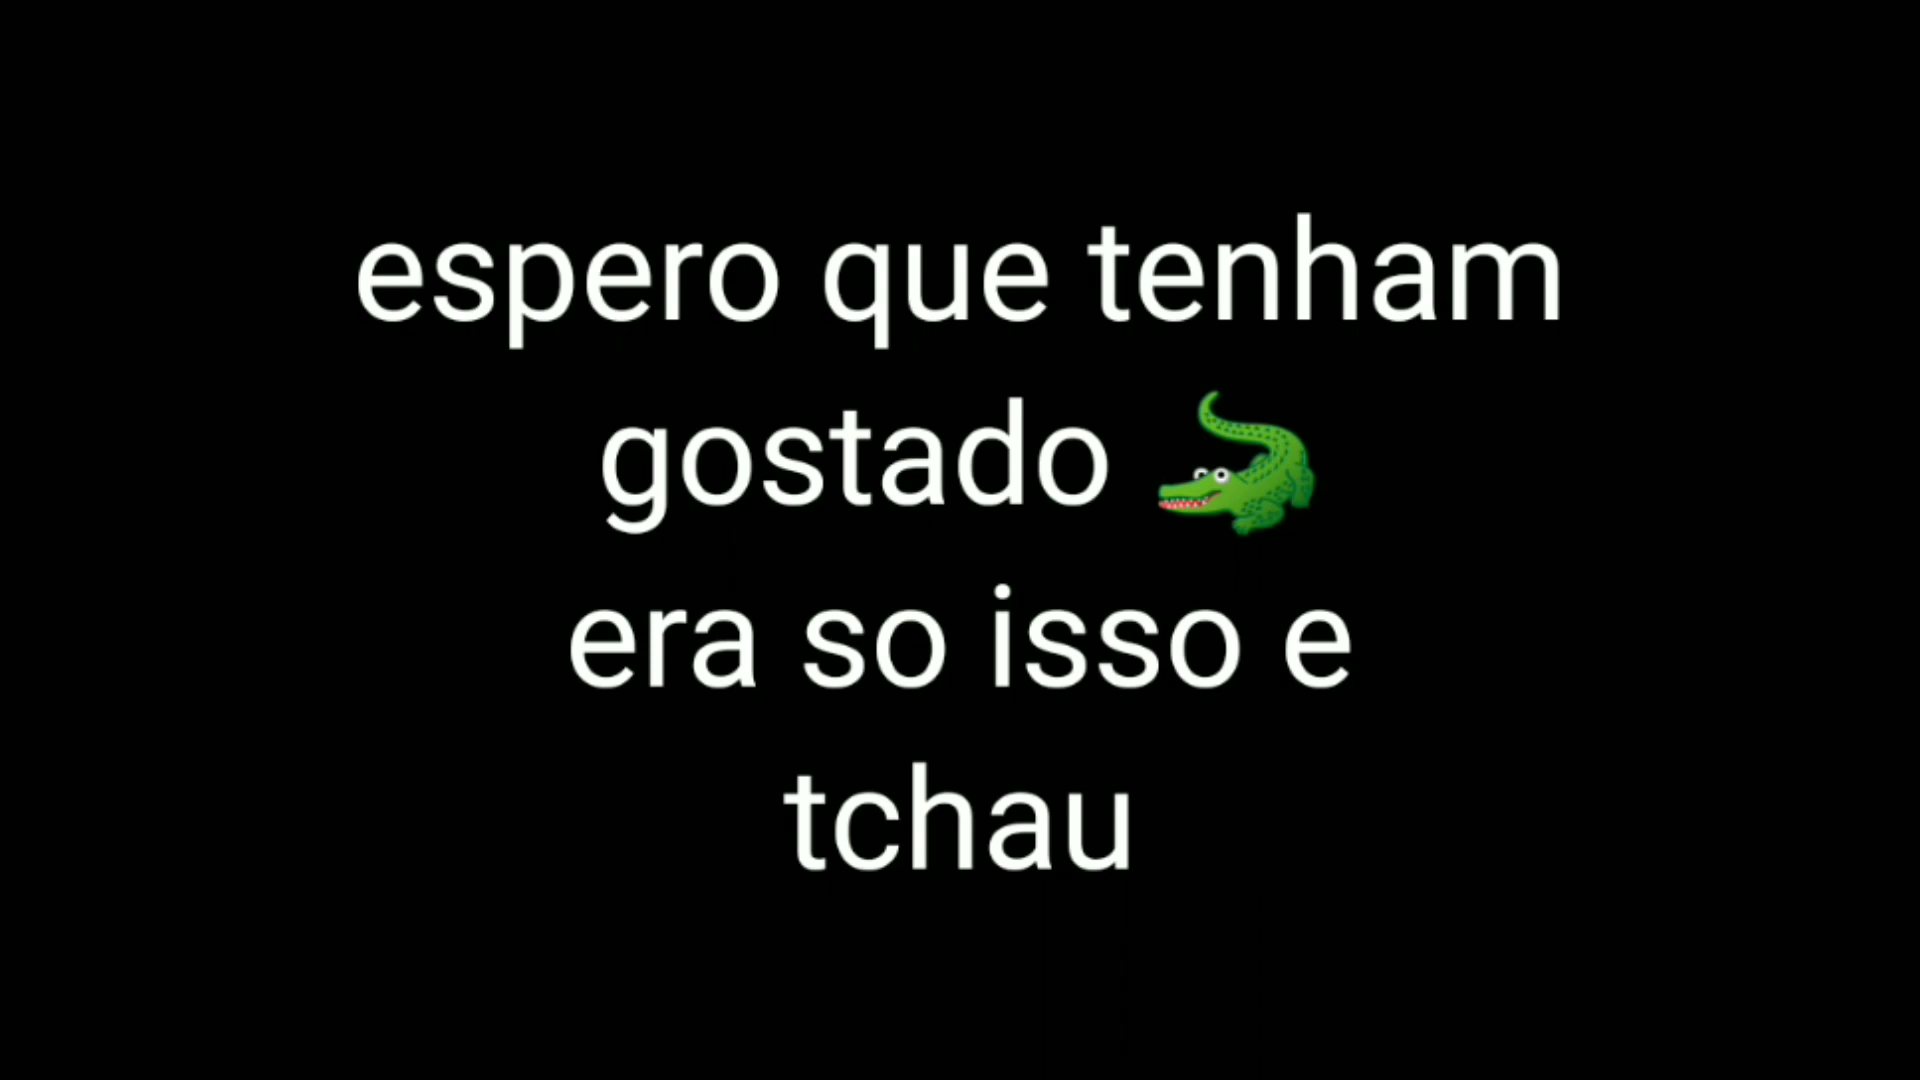 espero que tenham
gostado 🐊
era so isso e
tchau